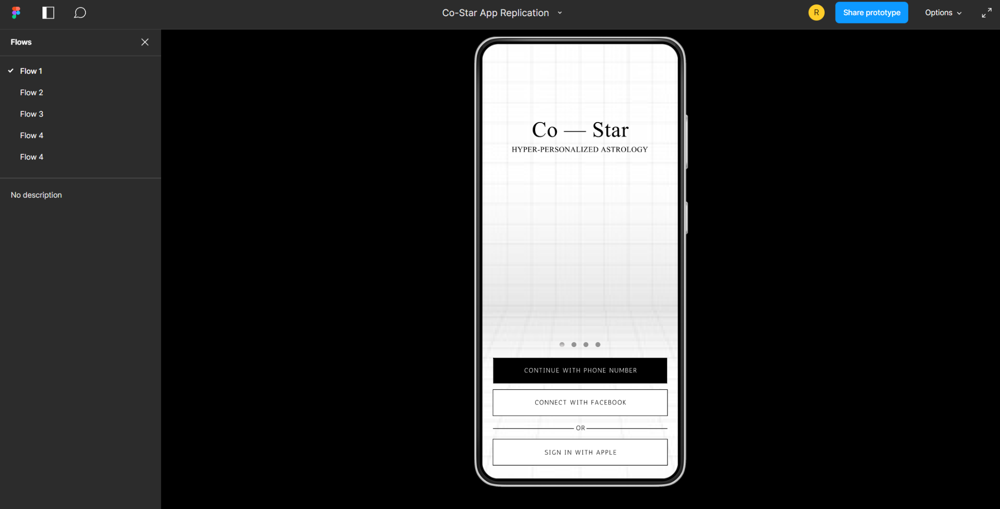 Co-Star App Replication
R
Share prototype
Options
Flows
Flow 1
Flow 2
Flow 3
Flow 4
Flow 4
No description
Co — Star
HYPER-PERSONALIZED ASTROLOGY
CONTINUE WITH PHONE NUMBER
CONNECT WITH FACEBOOK
OR
SIGN IN WITH APPLE